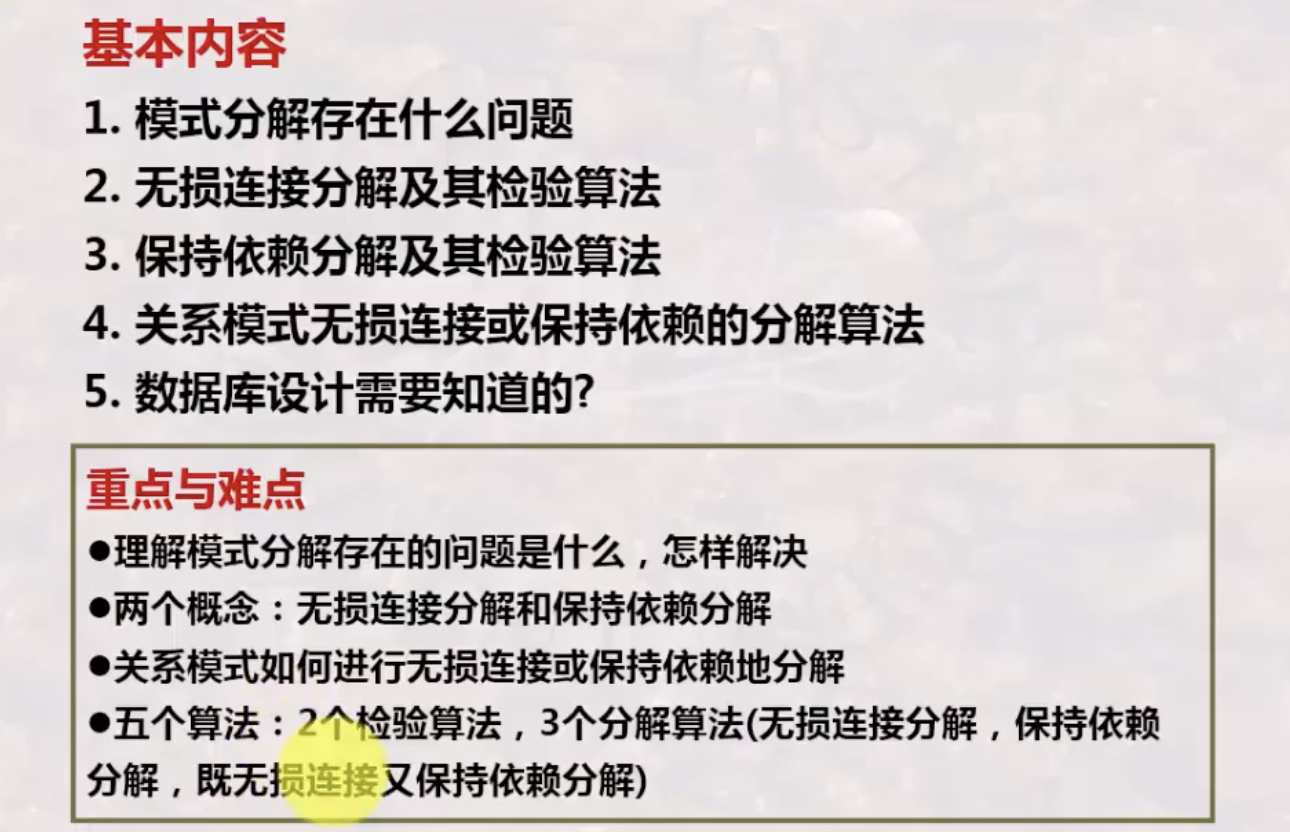 基本内容
1. 模式分解存在什么问题
2. 无损连接分解及其检验算法
3. 保持依赖分解及其检验算法
4. 关系模式无损连接或保持依赖的分解算法
5. 数据库设计需要知道的?
重点与难点
●理解模式分解存在的问题是什么，怎样解决
●两个概念：无损连接分解和保持依赖分解
●关系模式如何进行无损连接或保持依赖地分解
●五个算法：2个检验算法，3个分解算法(无损连接分解，保持依赖
分解，既无损连接又保持依赖分解)